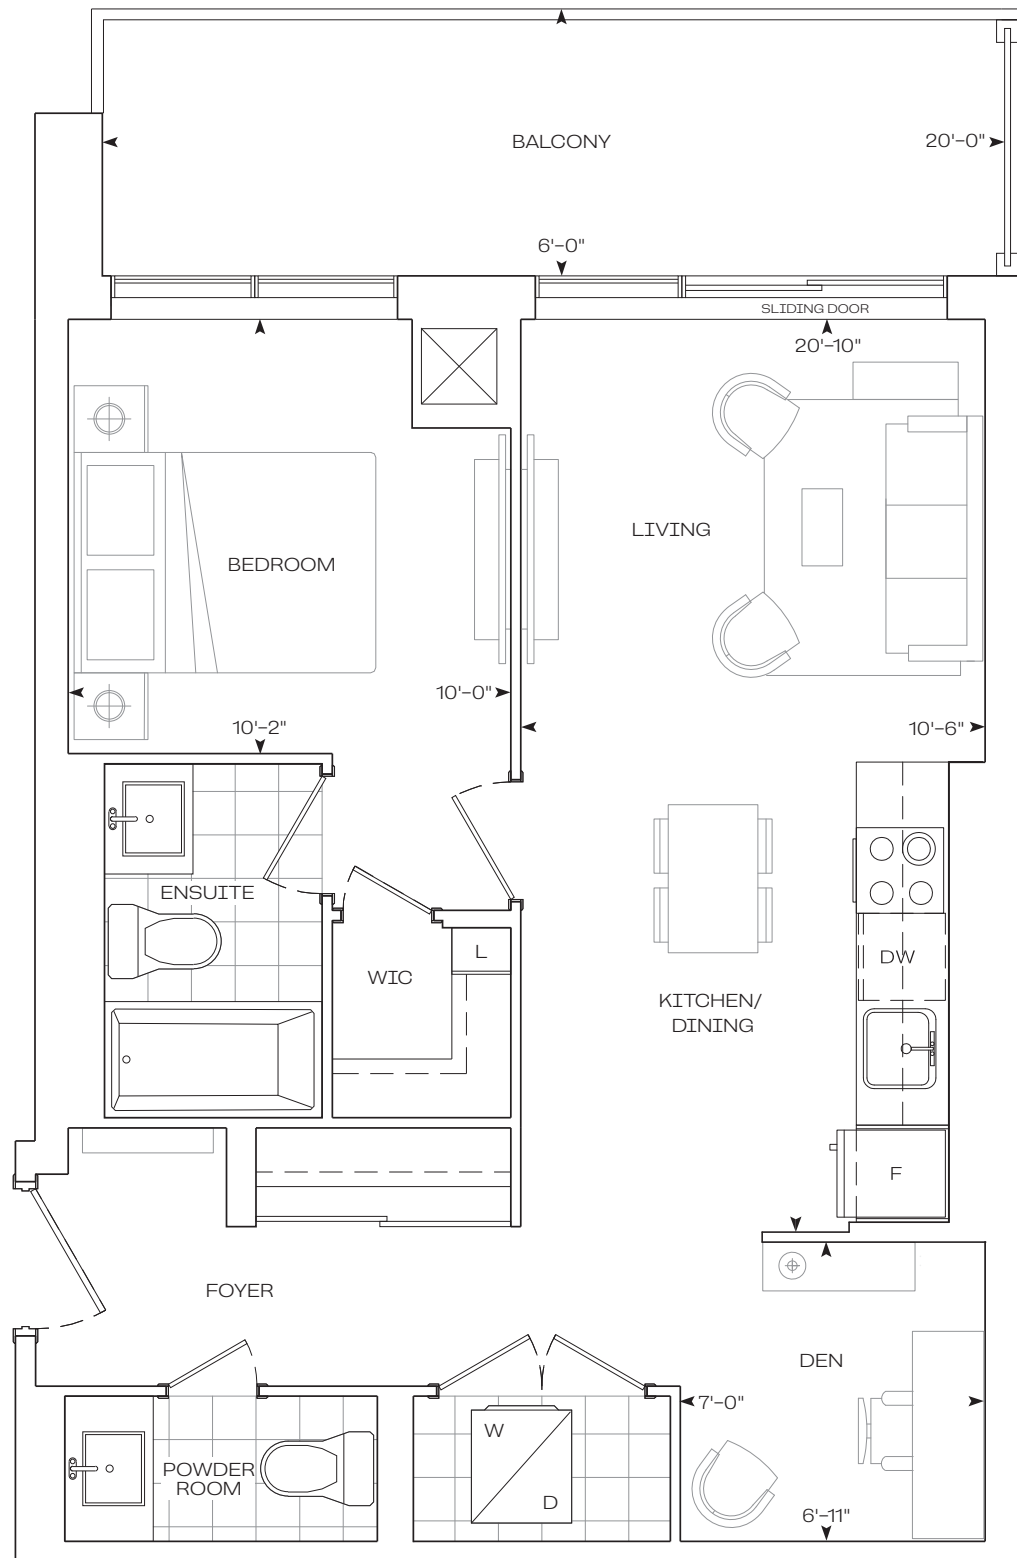 BALCONY
20'-0"
6'-0"
SLIDING DOOR
20'-10"
LIVING
BEDROOM
10'-0"
10'-2"
10'-6"
ENSUITE
WIC
L
DW
KITCHEN/
DINING
F
FOYER
DEN
7'-0"
W
D
POWDER
ROOM
6'-11"